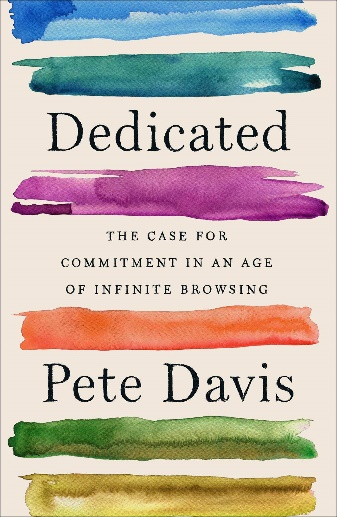 Dedicated
THE CASE FOR
COMMITMENT IN AN AGE
OF INFINITE BROWSING
Pete Davis